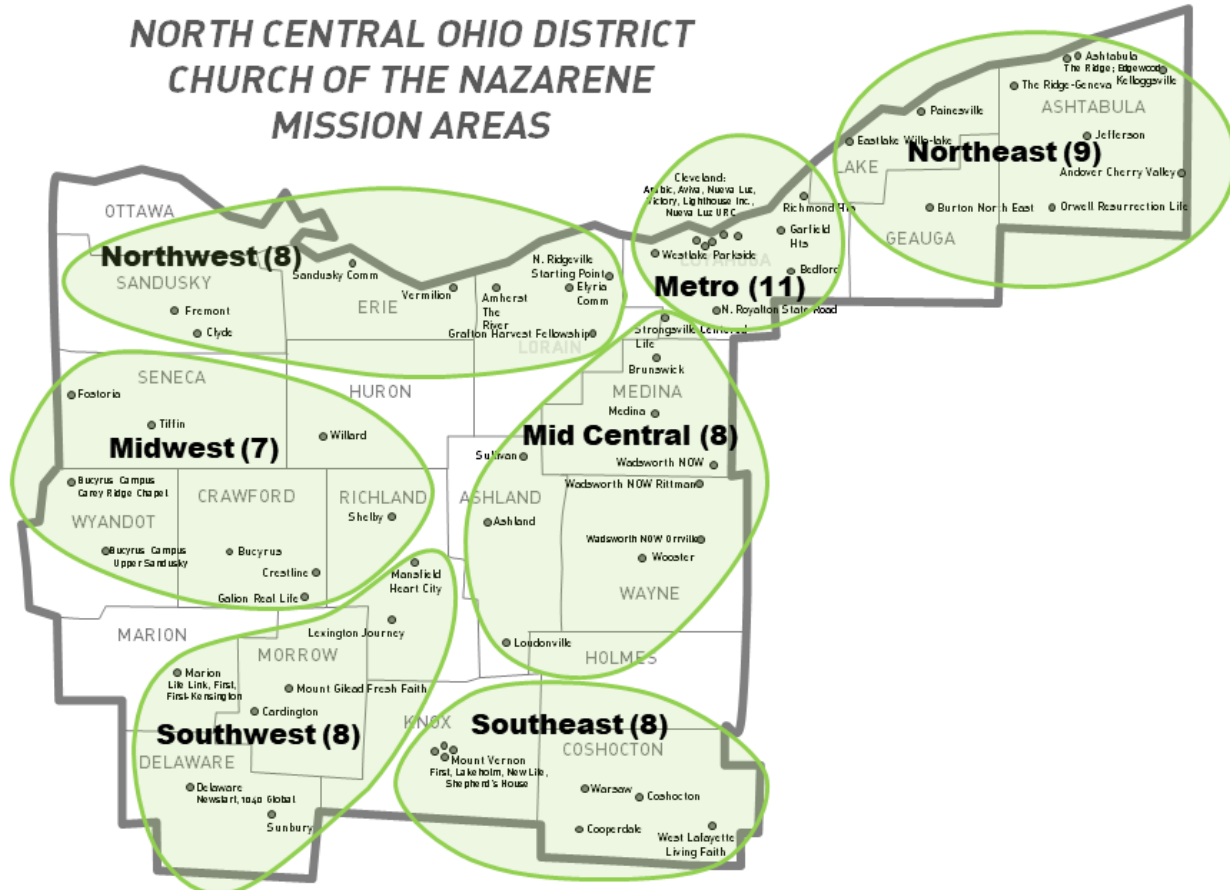 NORTH CENTRAL OHIO DISTRICT
CHURCH OF THE NAZARENE
MISSION AREAS
Ashtabula
The Ridge; Edgewood
Kelloggsville
The Ridge-Geneva
ASHTABULA
Painesville
Jefferson
Eastlake Willo-lake
Northeast (9)
LAKE
Andover Cherry Valley
Burton North East
Orwell Resurrection Life
GEAUGA
Cleveland:
Arabic, Aviva, Nueva Luz,
Victory, Lighthouse Inc.,
Nueva Luz URC
Richmond Hts
Garfield
Hts
Westlake Parkside
CUYAHOGA
Bedford
Metro (11)
N. Royalton State Road
OTTAWA
Northwest (8)
SANDUSKY
Sandusky Comm
N. Ridgeville
Starting Point
Vermilion
Amherst
The
River
Elyria
Comm
ERIE
Fremont
Clyde
Grafton Harvest Fellowship
LORAIN
Strongsville Centered
Life
Brunswick
SENECA
HURON
MEDINA
Fostoria
Medina
Tiffin
Willard
Midwest (7)
Mid Central (8)
Sullivan
Wadsworth NOW
Bucyrus Campus
Carey Ridge Chapel
Wadsworth NOW Rittman
CRAWFORD
RICHLAND
ASHLAND
Shelby
WYANDOT
Ashland
Bucyrus Campus
Upper Sandusky
Bucyrus
Wadsworth NOW Orrville
Wooster
Crestline
Mansfield
Heart City
Galion Real Life
WAYNE
MARION
Lexington Journey
Loudonville
MORROW
HOLMES
Marion
Life Link, First,
First-Kensington
Mount Gilead Fresh Faith
Cardington
KNOX
Southwest (8)
Southeast (8)
COSHOCTON
DELAWARE
Mount Vernon
First, Lakeholm, New Life,
Shepherd's House
Delaware
Newstart, 1040 Global
Warsaw
Coshocton
Sunbury
Cooperdale
West Lafayette
Living Faith